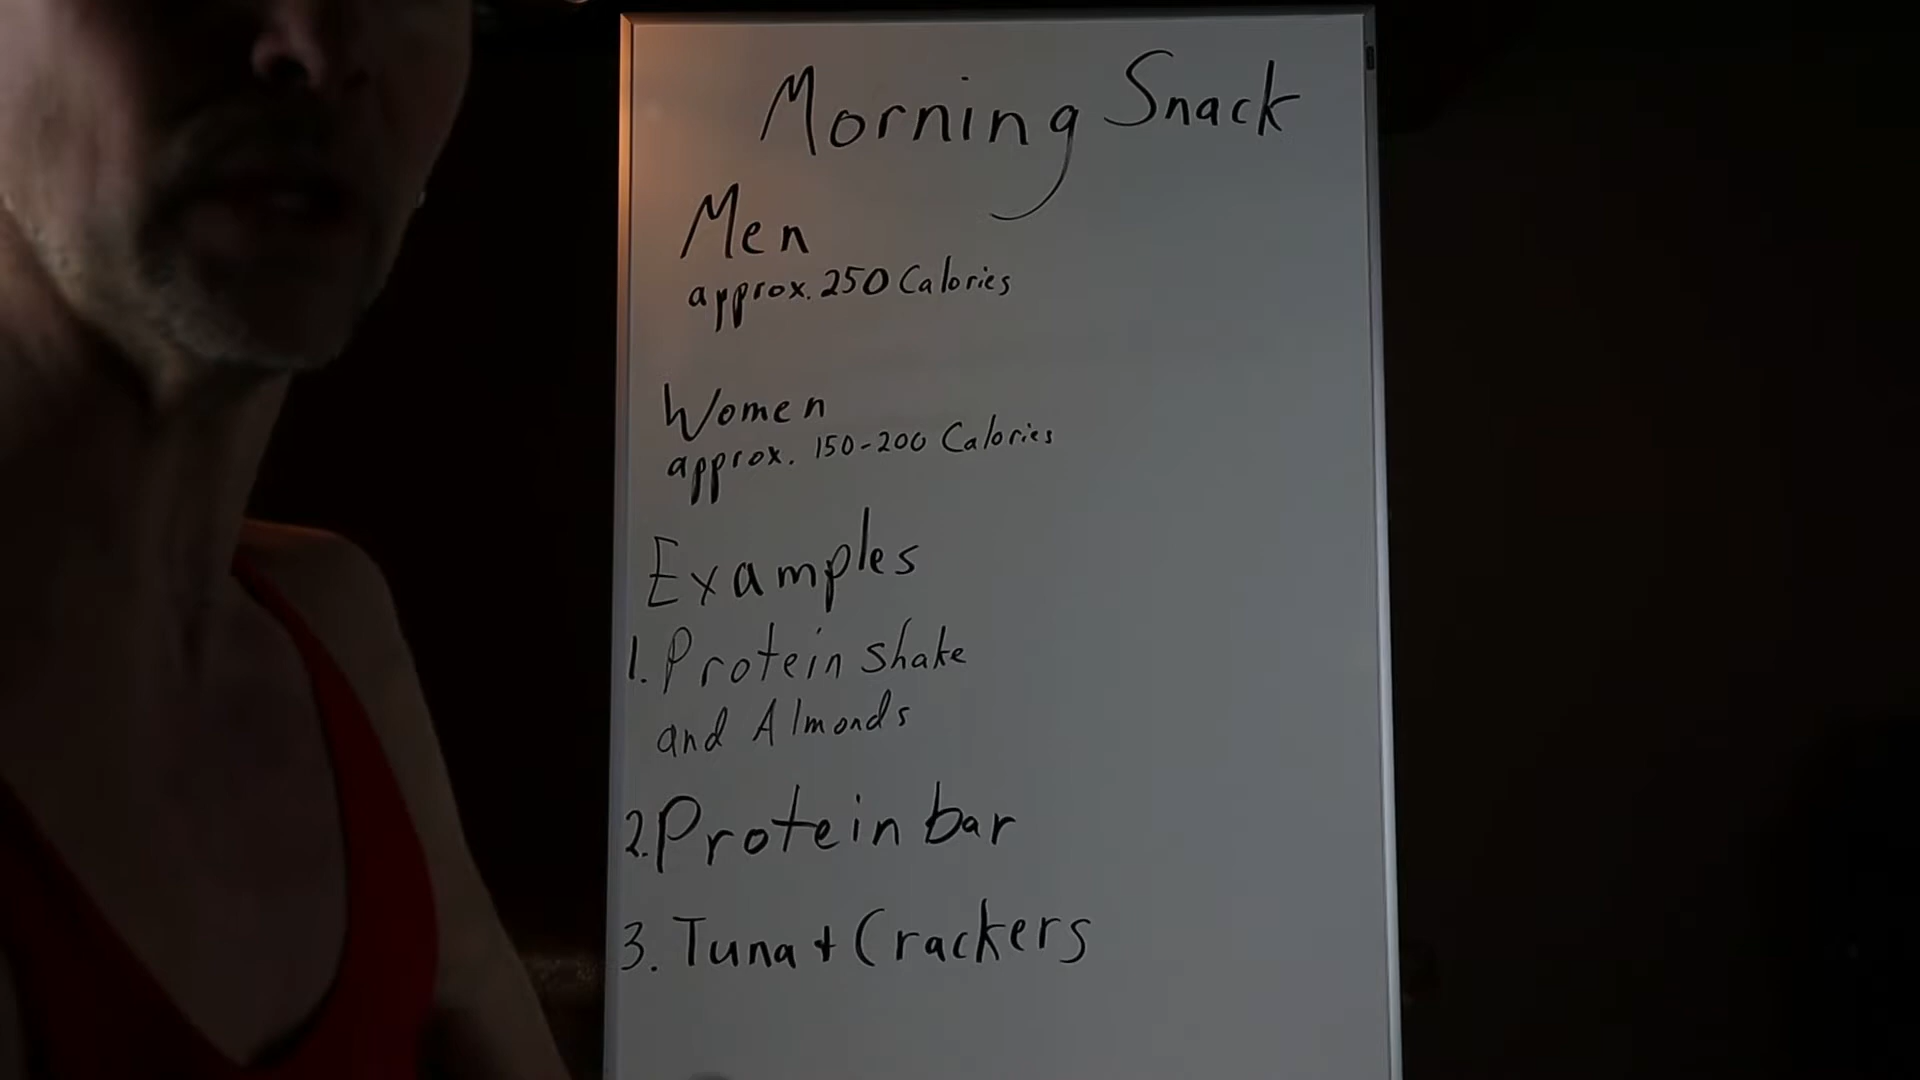 Morning Snack
Men
approx. 250 Calories
Women
approx. 150-200 Calories
Examples
1. Protein shake
and Almonds
2. Protein bar
3. Tuna + Crackers